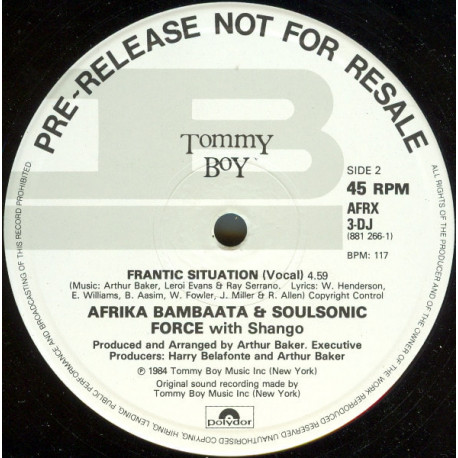 PRE-RELEASE NOT FOR RESALE
TOMMY
BOY
SIDE 2
45 RPM
AFRX
3-DJ
(881 266-1)
BPM: 117
FRANTIC SITUATION (Vocal) 4.59
(Music: Arthur Baker, Leroi Evans & Ray Serrano. Lyrics: W. Henderson,
E. Williams, B. Aasim, W. Fowler, J. Miller & R. Allen) Copyright Control
AFRIKA BAMBAATA & SOULSONIC
FORCE with Shango
Produced and Arranged by Arthur Baker. Executive
Producers: Harry Belafonte and Arthur Baker
℗ 1984 Tommy Boy Music Inc (New York)
Original sound recording made by
Tommy Boy Music Inc (New York)
polydor
ALL RIGHTS OF THE PRODUCER AND OF THE OWNER OF THE WORK REPRODUCED RESERVED UNAUTHORISED COPYING, HIRING, LENDING, PUBLIC PERFORMANCE AND BROADCASTING OF THIS RECORD PROHIBITED